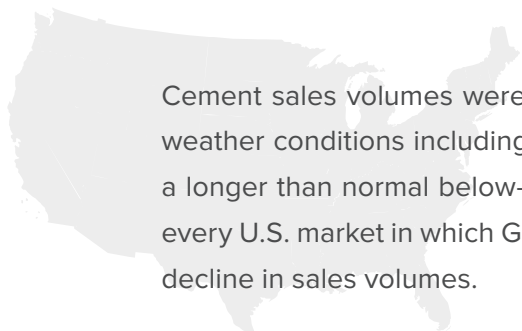 Cement sales volumes were
weather conditions including
a longer than normal below-
every U.S. market in which G
decline in sales volumes.